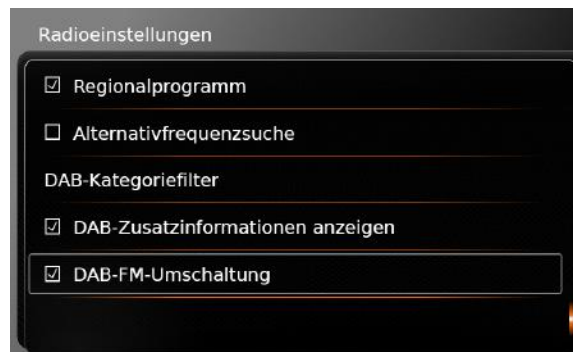 Radioeinstellungen
Regionalprogramm
Alternativfrequenzsuche
DAB-Kategoriefilter
DAB-Zusatzinformationen anzeigen
DAB-FM-Umschaltung